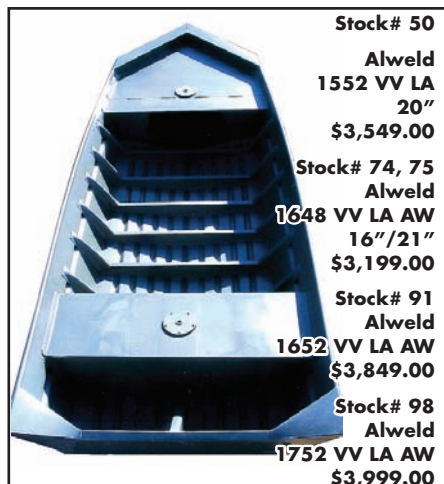 Stock# 50
Alweld
1552 VV LA
20”
$3,549.00
Stock# 74, 75
Alweld
1648 VV LA AW
16”/21”
$3,199.00
Stock# 91
Alweld
1652 VV LA AW
$3,849.00
Stock# 98
Alweld
1752 VV LA AW
$3,999.00